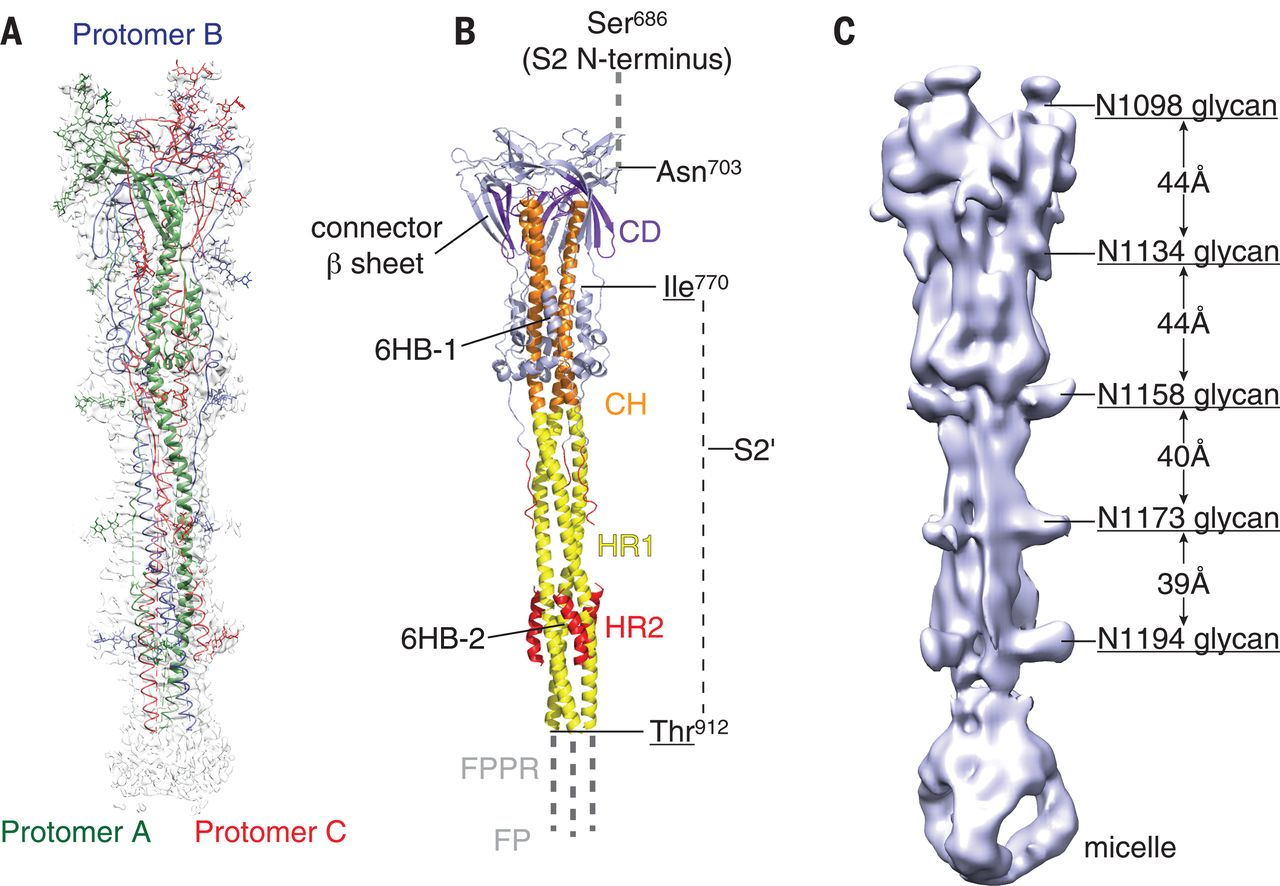 A
Protomer B
Protomer A
Protomer C
B
Ser686
(S2 N-terminus)
Asn703
connector
β sheet
CD
Ile770
6HB-1
CH
S2'
HR1
6HB-2
HR2
Thr912
FPPR
FP
C
N1098 glycan
44Å
N1134 glycan
44Å
N1158 glycan
40Å
N1173 glycan
39Å
N1194 glycan
micelle